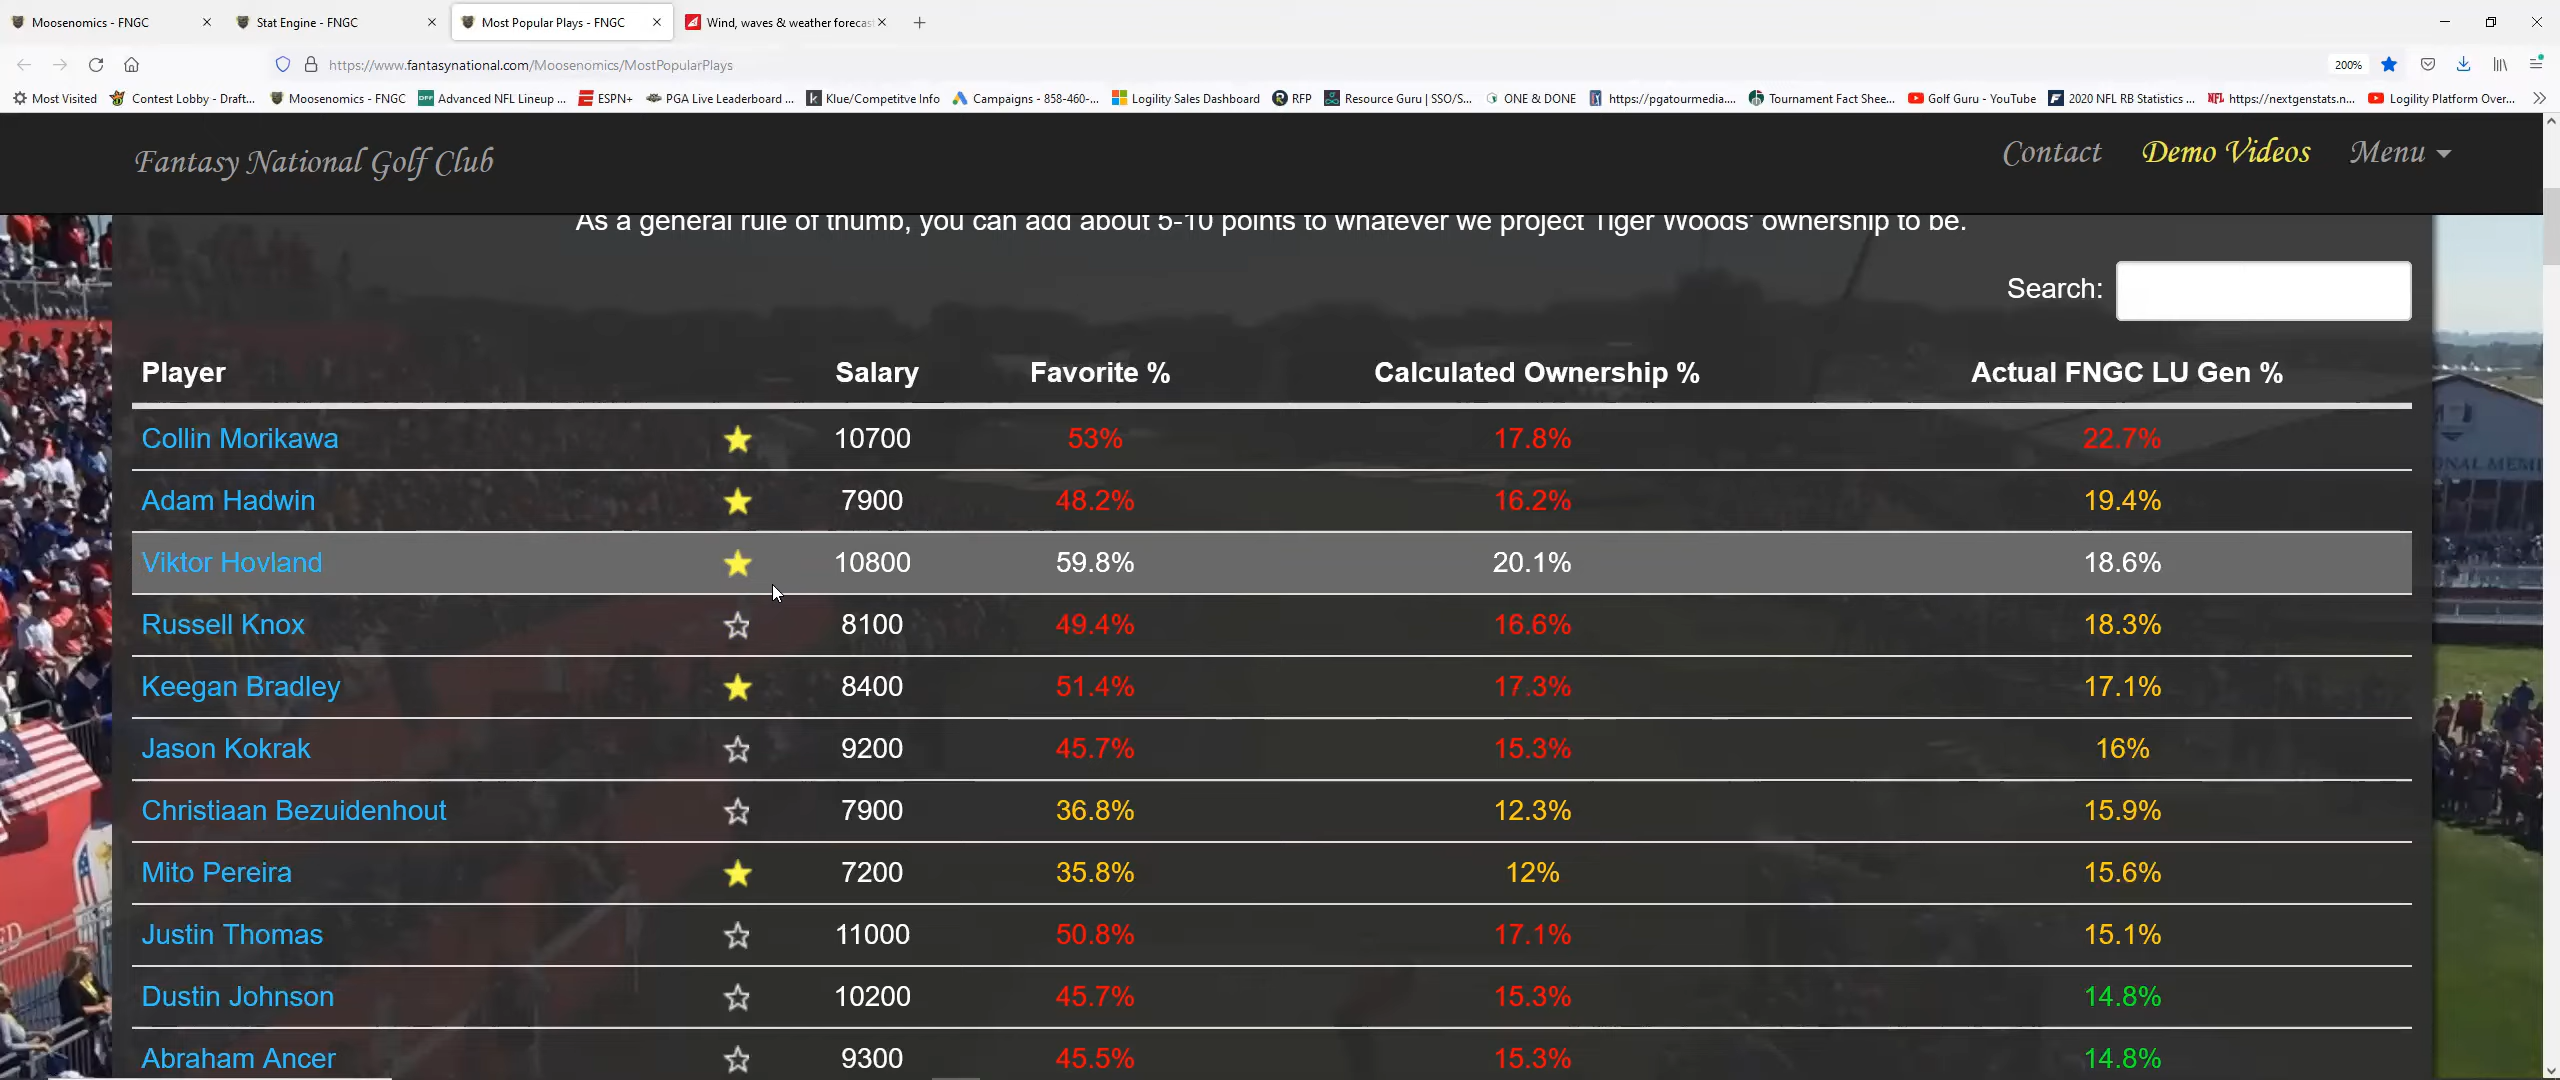 Moosenomics - FNGC
Stat Engine - FNGC
Most Popular Plays - FNGC
Wind, waves & weather forecas
https://www.fantasynational.com/Moosenomics/MostPopularPlays
200%
Most Visited
Contest Lobby - Draft...
Moosenomics - FNGC
Advanced NFL Lineup ...
ESPN+
PGA Live Leaderboard ...
Klue/Competitve Info
Campaigns - 858-460-...
Logility Sales Dashboard
RFP
Resource Guru | SSO/S...
ONE & DONE
https://pgatourmedia....
Tournament Fact Shee...
Golf Guru - YouTube
2020 NFL RB Statistics ...
https://nextgenstats.n...
Logility Platform Over...
Fantasy National Golf Club
Contact
Demo Videos
Menu
As a general rule of thumb, you can add about 5-10 points to whatever we project Tiger Woods' ownership to be.
Search:
Player Salary Favorite % Calculated Ownership % Actual FNGC LU Gen %
Collin Morikawa 10700 53% 17.8% 22.7%
Adam Hadwin 7900 48.2% 16.2% 19.4%
Viktor Hovland 10800 59.8% 20.1% 18.6%
Russell Knox 8100 49.4% 16.6% 18.3%
Keegan Bradley 8400 51.4% 17.3% 17.1%
Jason Kokrak 9200 45.7% 15.3% 16%
Christiaan Bezuidenhout 7900 36.8% 12.3% 15.9%
Mito Pereira 7200 35.8% 12% 15.6%
Justin Thomas 11000 50.8% 17.1% 15.1%
Dustin Johnson 10200 45.7% 15.3% 14.8%
Abraham Ancer 9300 45.5% 15.3% 14.8%